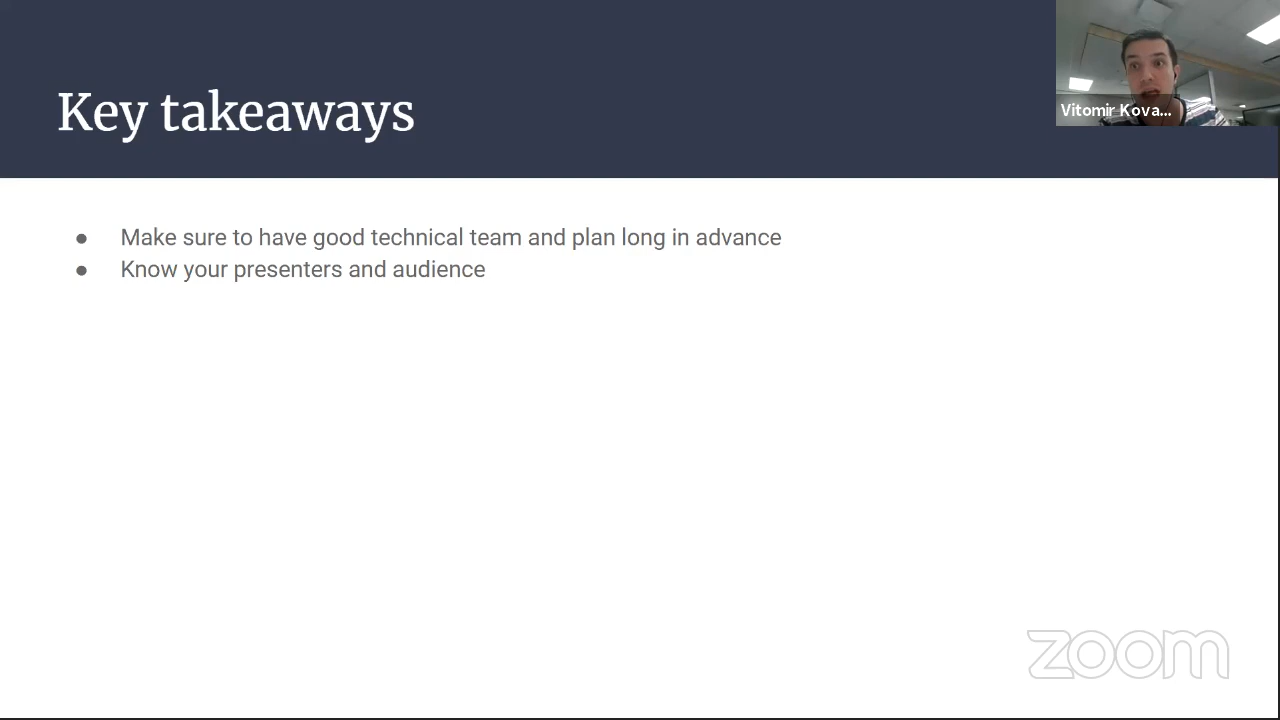 Key takeaways
Vitomir Kova...
● Make sure to have good technical team and plan long in advance
● Know your presenters and audience
zoom